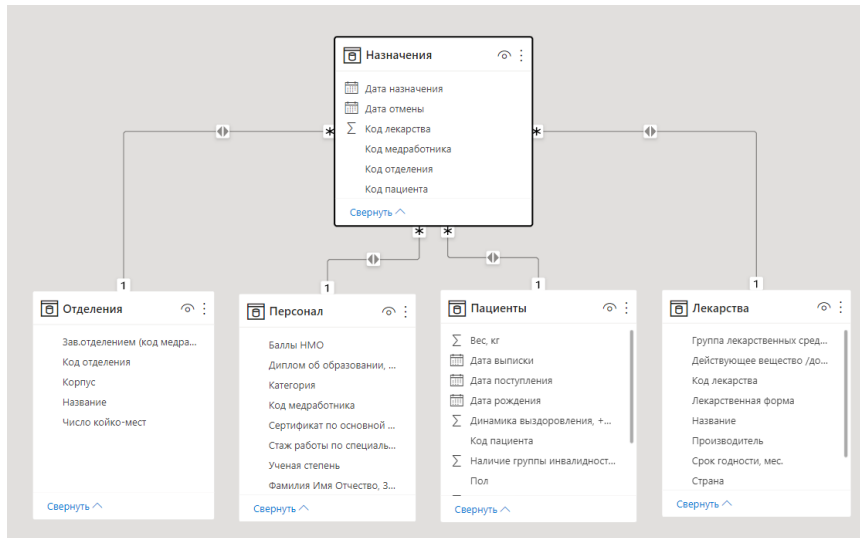 Назначения
Дата назначения
Дата отмены
Код лекарства
Код медработника
Код отделения
Код пациента
Свернуть
* *
* *
1 1 1 1
Отделения
Зав.отделением (код медра...
Код отделения
Корпус
Название
Число койко-мест
Свернуть
Персонал
Баллы НМО
Диплом об образовании, ...
Категория
Код медработника
Сертификат по основной ...
Стаж работы по специаль...
Ученая степень
Фамилия Имя Отчество, З...
Свернуть
Пациенты
Вес, кг
Дата выписки
Дата поступления
Дата рождения
Динамика выздоровления, +...
Код пациента
Наличие группы инвалидност...
Пол
Свернуть
Лекарства
Группа лекарственных сред...
Действующее вещество /до...
Код лекарства
Лекарственная форма
Название
Производитель
Срок годности, мес.
Страна
Свернуть